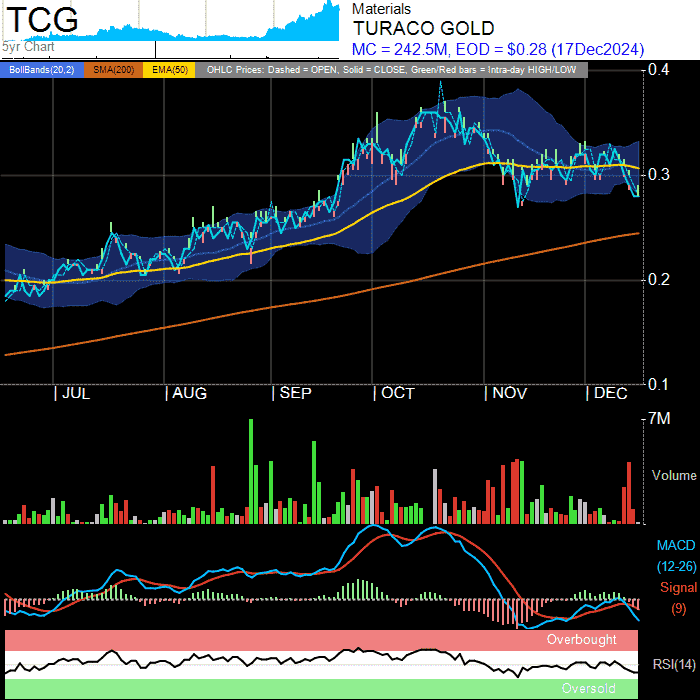 TCG
5yr Chart
Materials
TURACO GOLD
MC = 242.5M, EOD = $0.28 (17Dec2024)
BollBands(20,2) SMA(200) EMA(50) OHLC Prices: Dashed = OPEN, Solid = CLOSE, Green/Red bars = Intra-day HIGH/LOW
0.4
0.3
0.2
0.1
| JUL | AUG | SEP | OCT | NOV | DEC
7M
Volume
MACD
(12-26)
Signal
(9)
Overbought
RSI(14)
Oversold